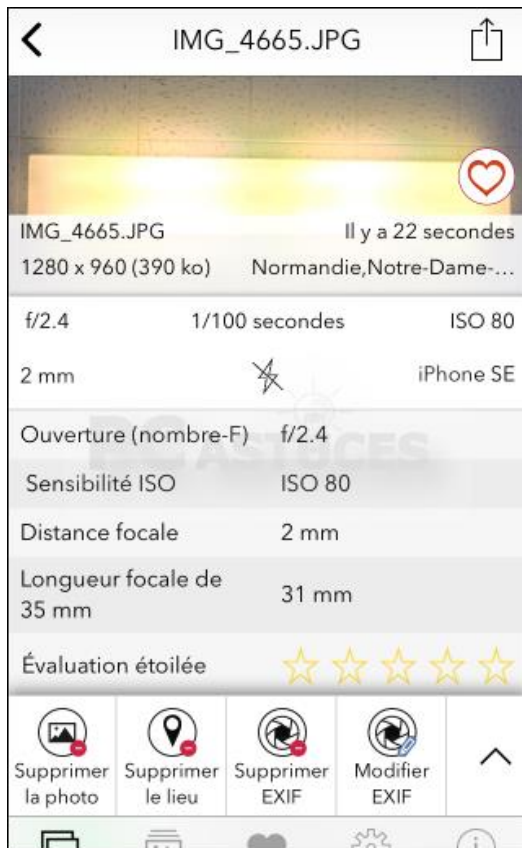 IMG_4665.JPG
IMG_4665.JPG Il y a 22 secondes
1280 x 960 (390 ko) Normandie,Notre-Dame-...
f/2.4 1/100 secondes ISO 80
2 mm iPhone SE
PC ASTUCES
Ouverture (nombre-F) f/2.4
Sensibilité ISO ISO 80
Distance focale 2 mm
Longueur focale de
35 mm 31 mm
Évaluation étoilée
Supprimer
la photo
Supprimer
le lieu
Supprimer
EXIF
Modifier
EXIF